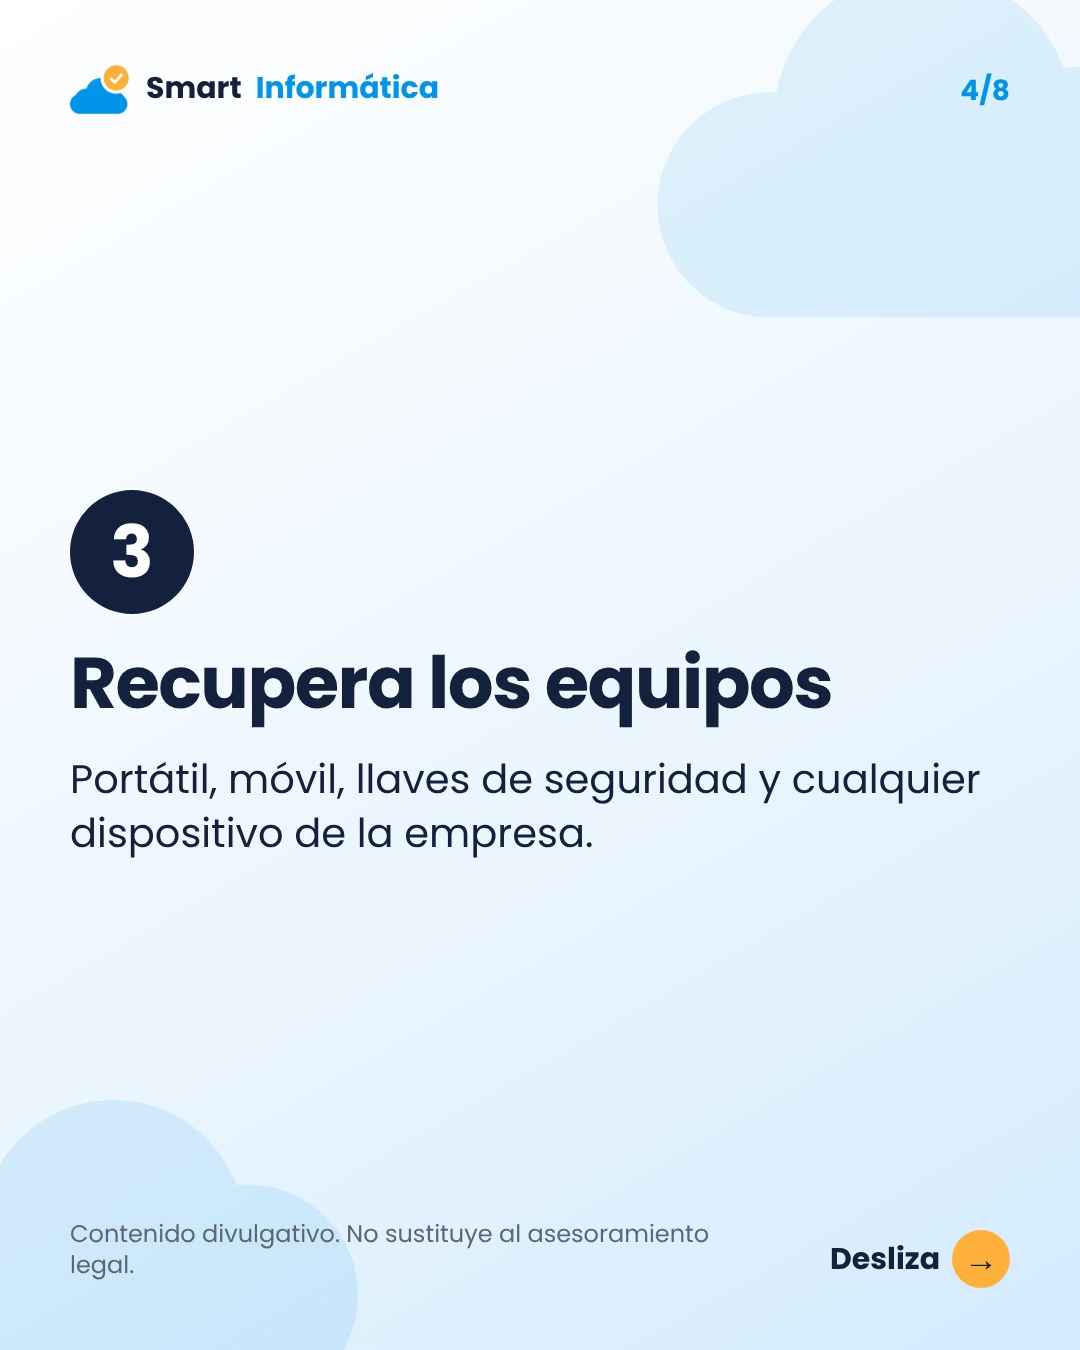 Smart Informática
4/8
3
Recupera los equipos
Portátil, móvil, llaves de seguridad y cualquier
dispositivo de la empresa.
Contenido divulgativo. No sustituye al asesoramiento
legal.
Desliza →